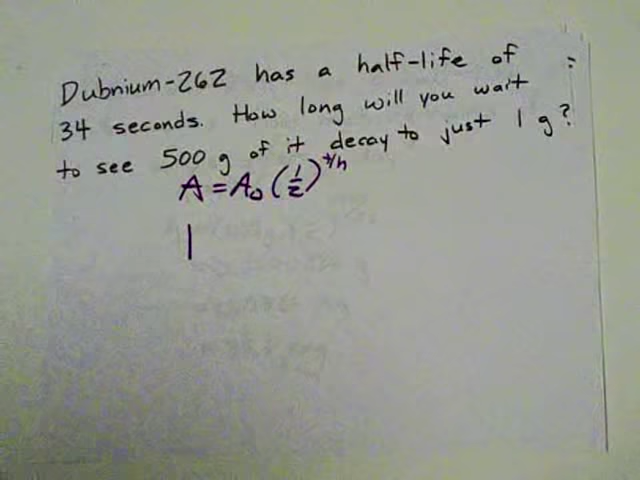 Dubnium-262 has a half-life of
34 seconds. How long will you wait
to see 500 g of it decay to just 1 g?
A = A₀ (1/2)^t/h
1